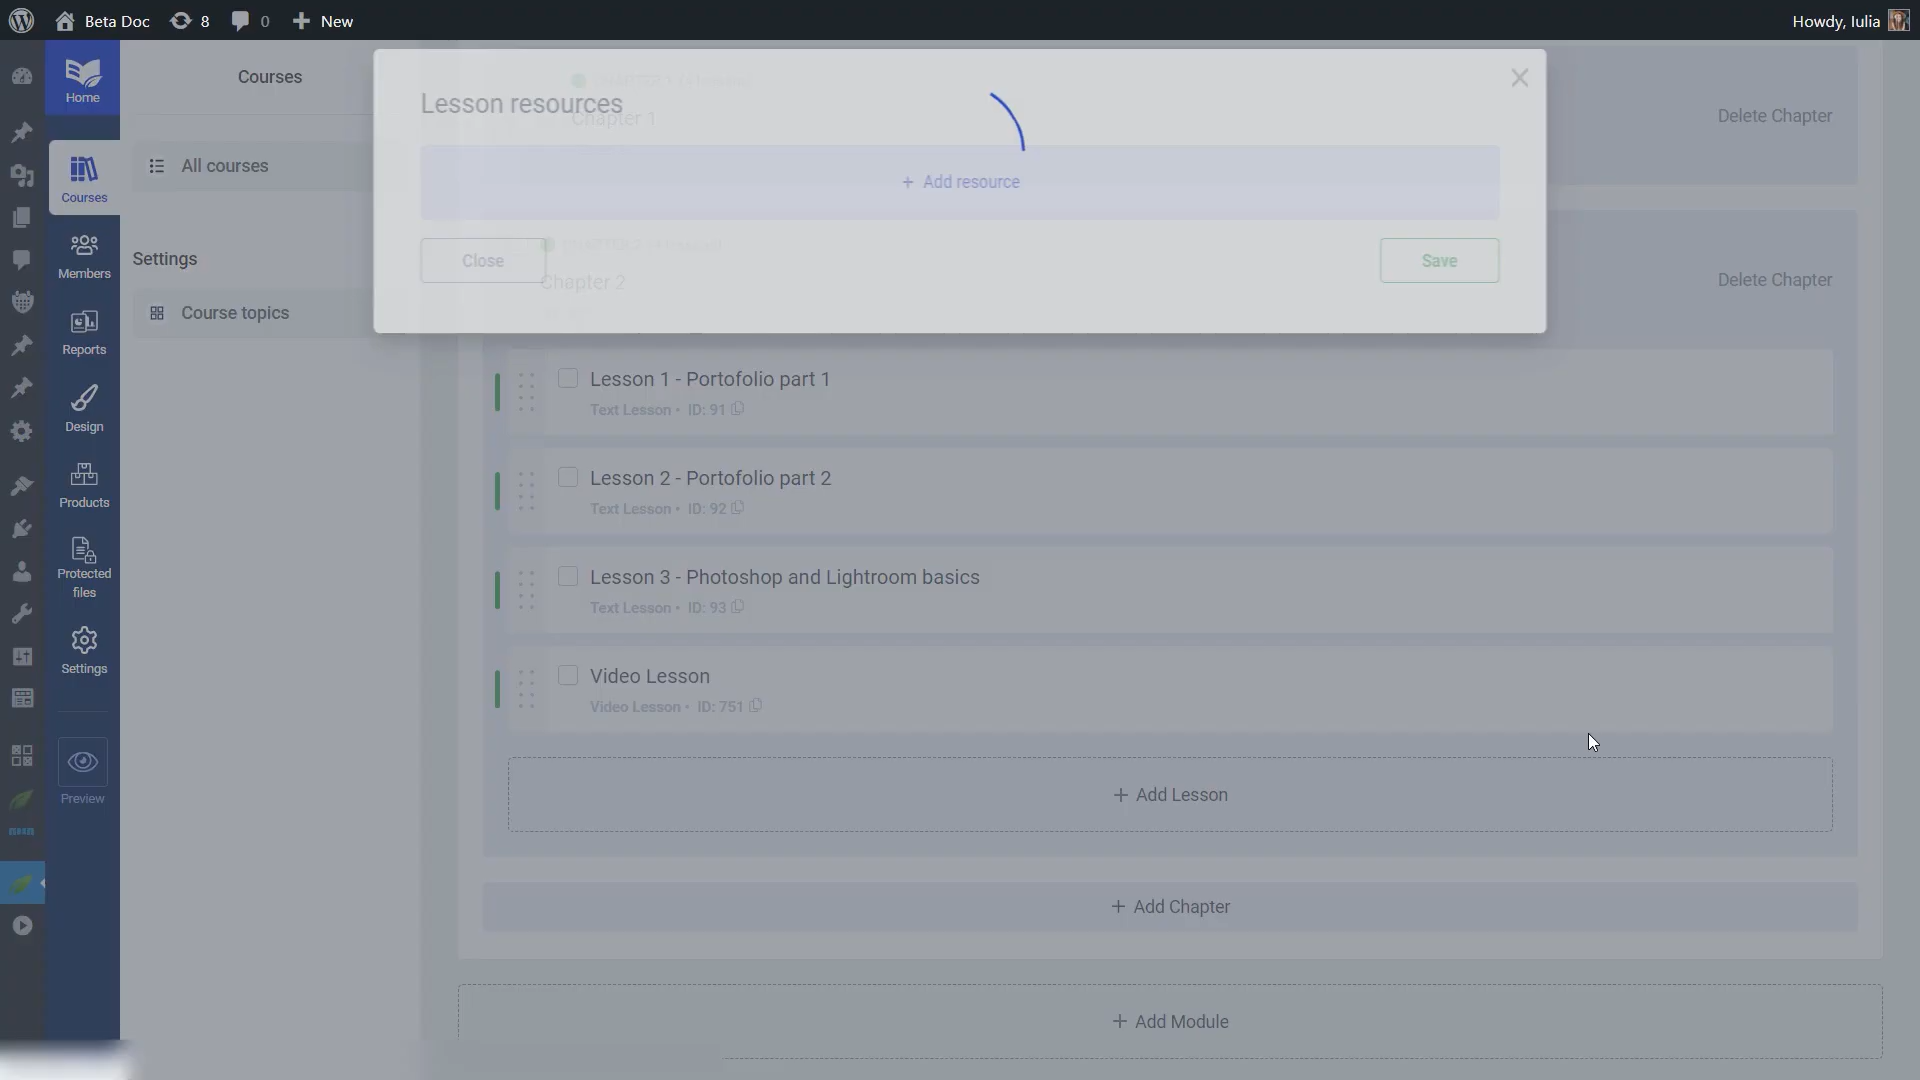 Beta Doc
8
0
New
Howdy, Iulia
Home
Courses
Members
Reports
Design
Products
Protected
files
Settings
Preview
Courses
All courses
Settings
Course topics
Lesson resources
Chapter 1
Delete Chapter
+ Add resource
Close
Save
Chapter 2
Delete Chapter
Lesson 1 - Portofolio part 1
Text Lesson • ID: 91
Lesson 2 - Portofolio part 2
Text Lesson • ID: 92
Lesson 3 - Photoshop and Lightroom basics
Text Lesson • ID: 93
Video Lesson
Video Lesson • ID: 751
+ Add Lesson
+ Add Chapter
+ Add Module